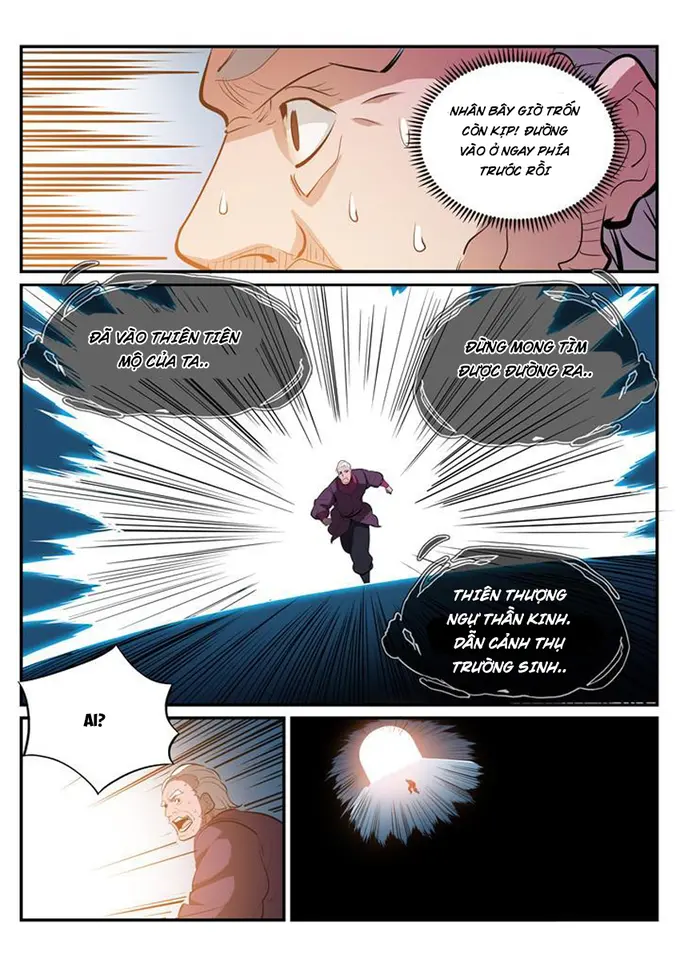 NHÂN BÂY GIỜ TRỐN
CÒN KỊP! ĐƯỜNG
VÀO Ở NGAY PHÍA
TRƯỚC RỒI
ĐÃ VÀO THIÊN TIÊN
MỘ CỦA TA..
ĐỪNG MONG TÌM
ĐƯỢC ĐƯỜNG RA..
THIÊN THƯỢNG
NGỰ THẦN KINH.
DẪN CẢNH THỤ
TRƯỜNG SINH..
AI?